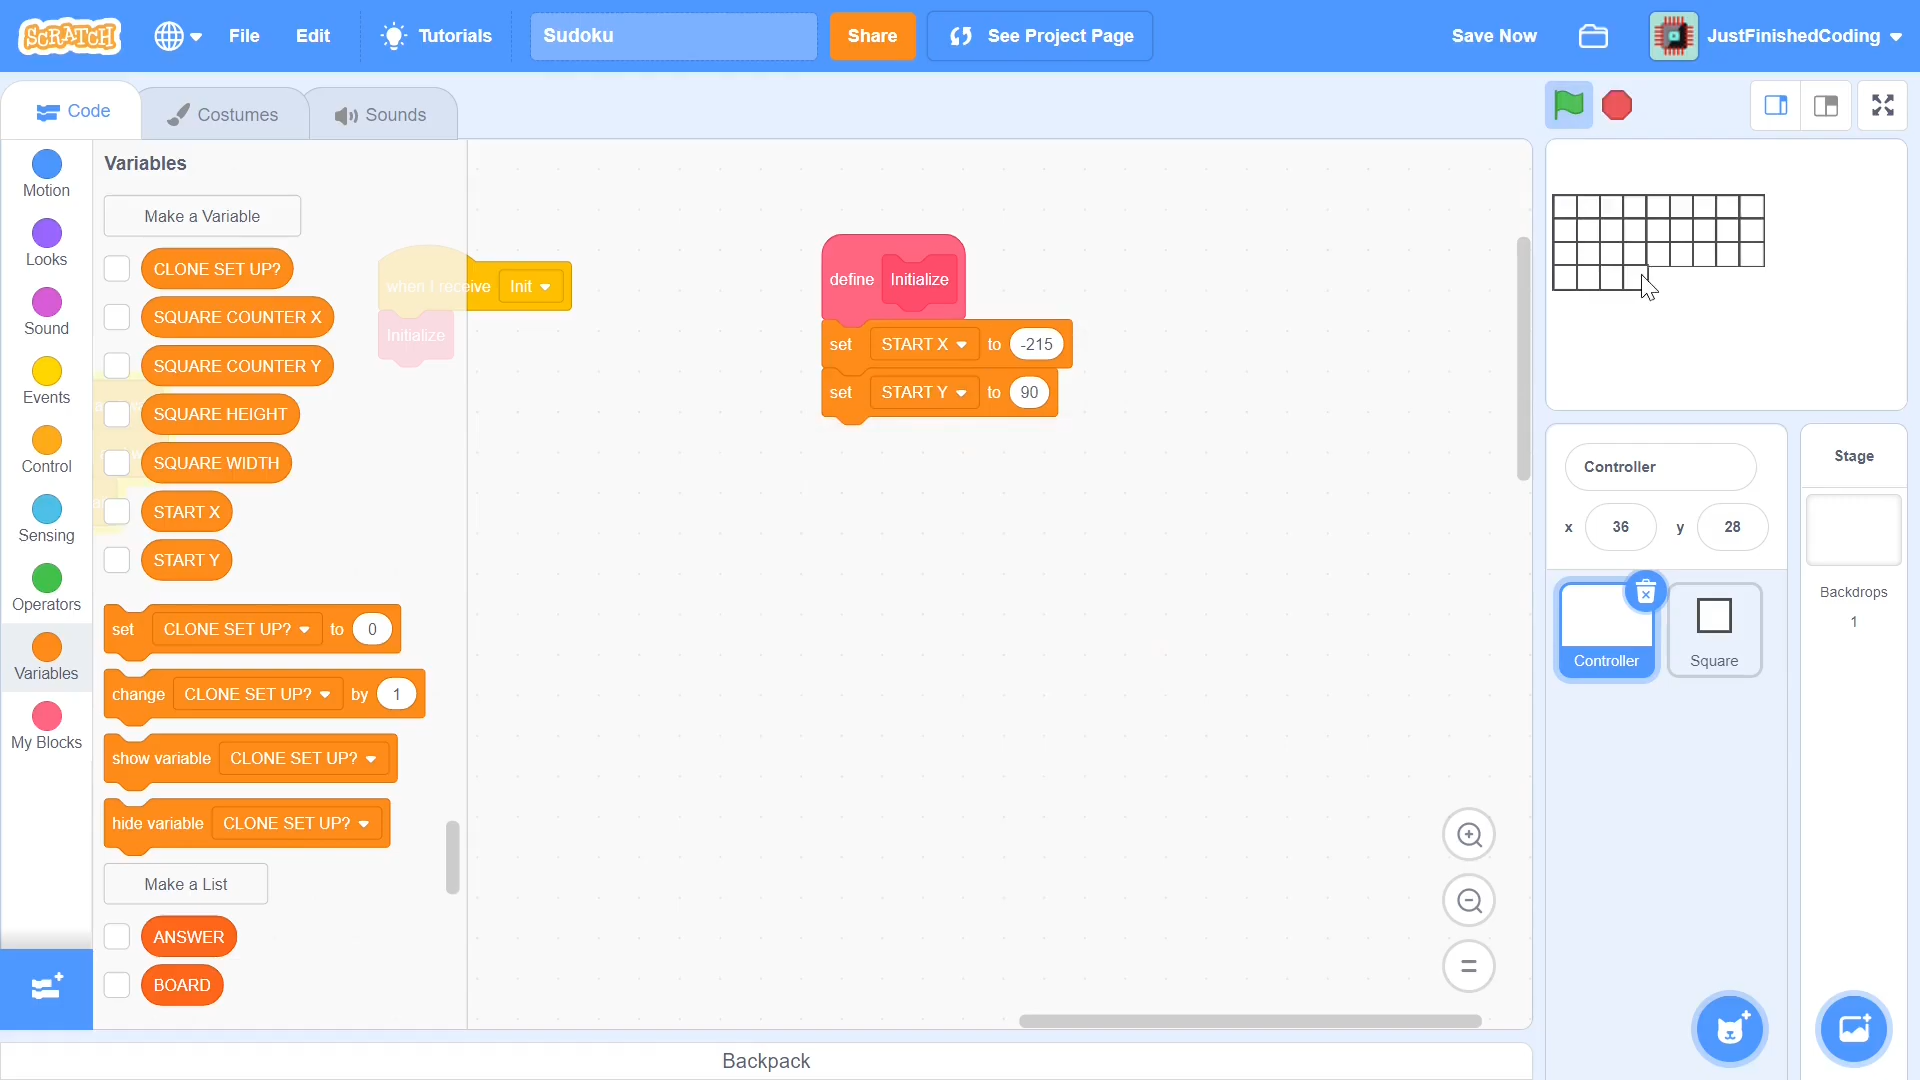 SCRATCH
File
Edit
Tutorials
Sudoku
Share
See Project Page
Save Now
JustFinishedCoding
Code
Costumes
Sounds
Motion
Looks
Sound
Events
Control
Sensing
Operators
Variables
My Blocks
Variables
Make a Variable
CLONE SET UP?
SQUARE COUNTER X
SQUARE COUNTER Y
SQUARE HEIGHT
SQUARE WIDTH
START X
START Y
set CLONE SET UP? to 0
change CLONE SET UP? by 1
show variable CLONE SET UP?
hide variable CLONE SET UP?
Make a List
ANSWER
BOARD
when I receive Init
Initialize
define Initialize
set START X to -215
set START Y to 90
Controller
x 36 y 28
Controller
Square
Stage
Backdrops
1
Backpack